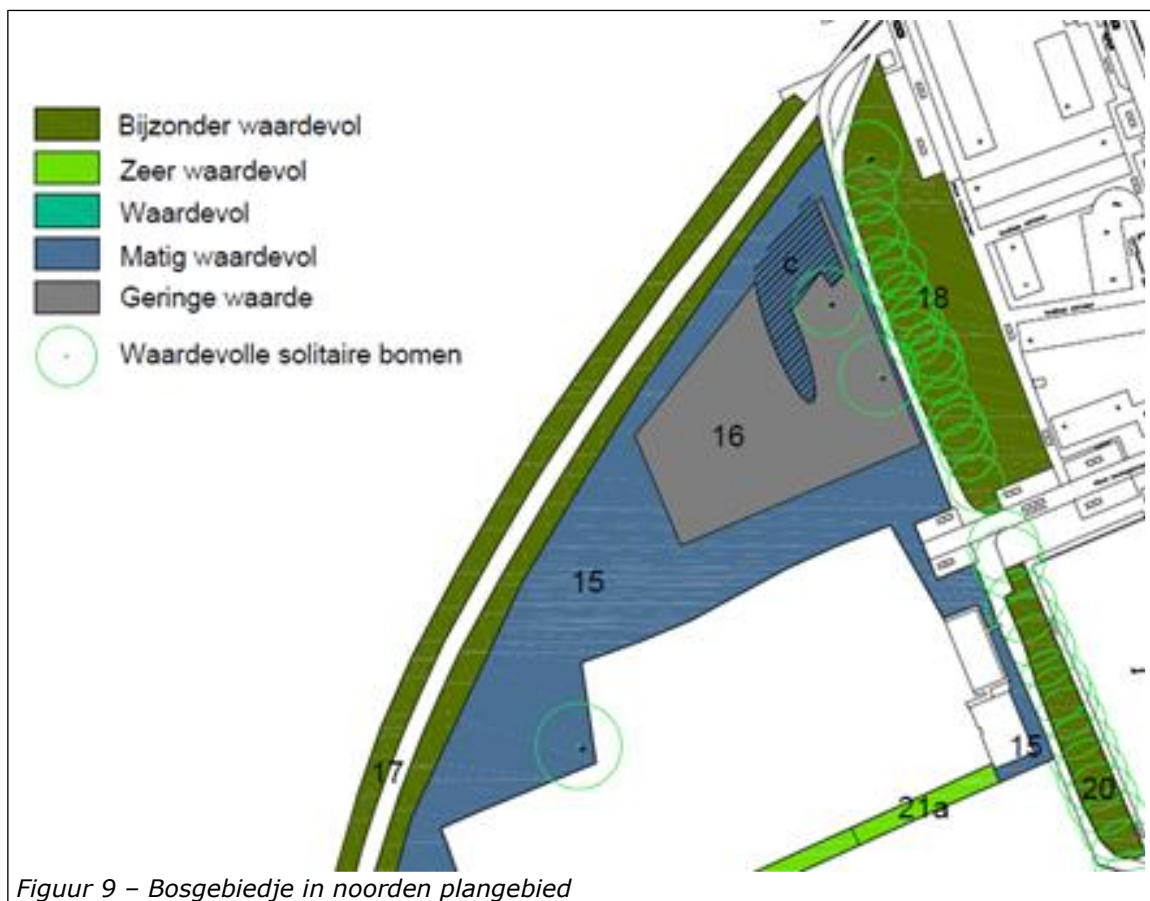 Bijzonder waardevol
Zeer waardevol
Waardevol
Matig waardevol
Geringe waarde
Waardevolle solitaire bomen
c
18
16
15
17
15
20
21a
Figuur 9 – Bosgebiedje in noorden plangebied